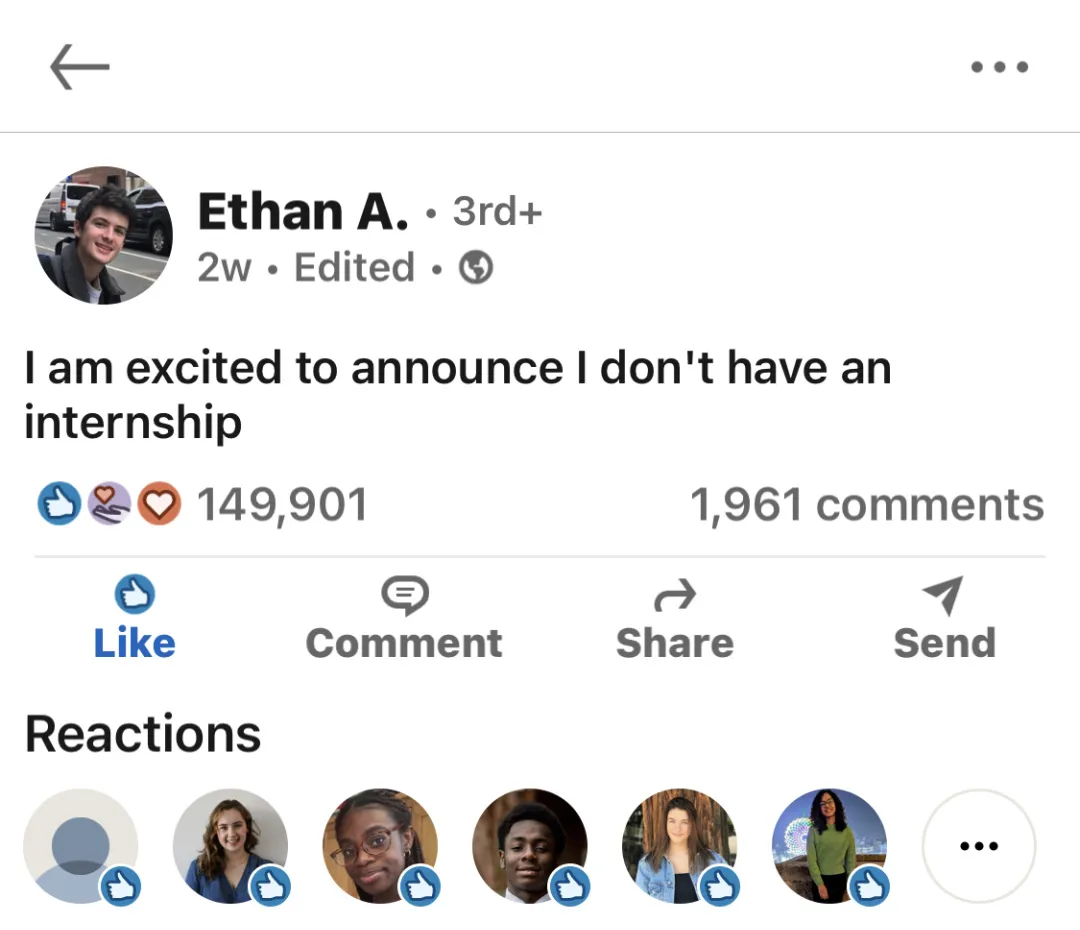 Ethan A. • 3rd+
2w • Edited •
I am excited to announce I don't have an
internship
149,901 1,961 comments
Like Comment Share Send
Reactions